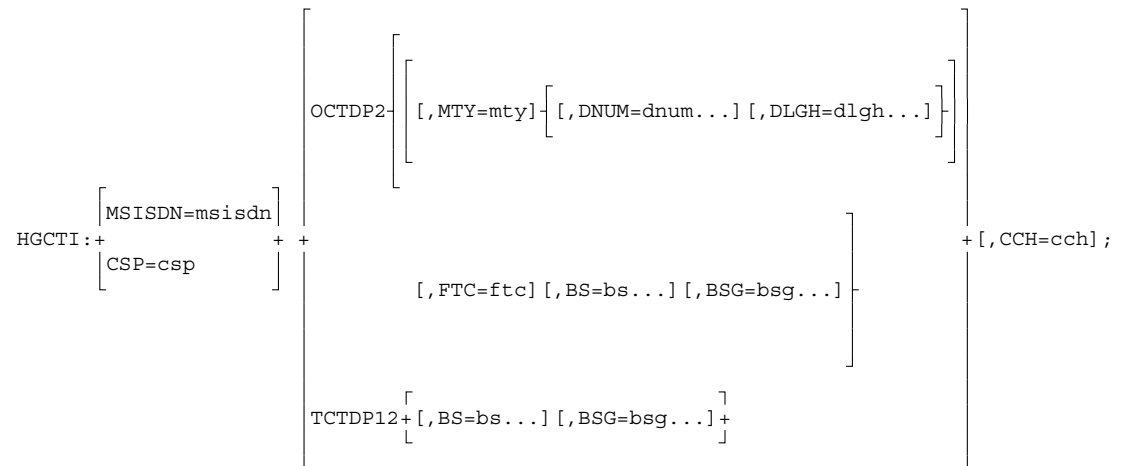 OCTDP2 [,MTY=mty] [,DNUM=dnum...] [,DLGH=dlgh...]
MSISDN=msisdn
HGCTI:+ + + +[,CCH=cch];
CSP=csp
[,FTC=ftc] [,BS=bs...] [,BSG=bsg...]
TCTDP12+[,BS=bs...] [,BSG=bsg...]+